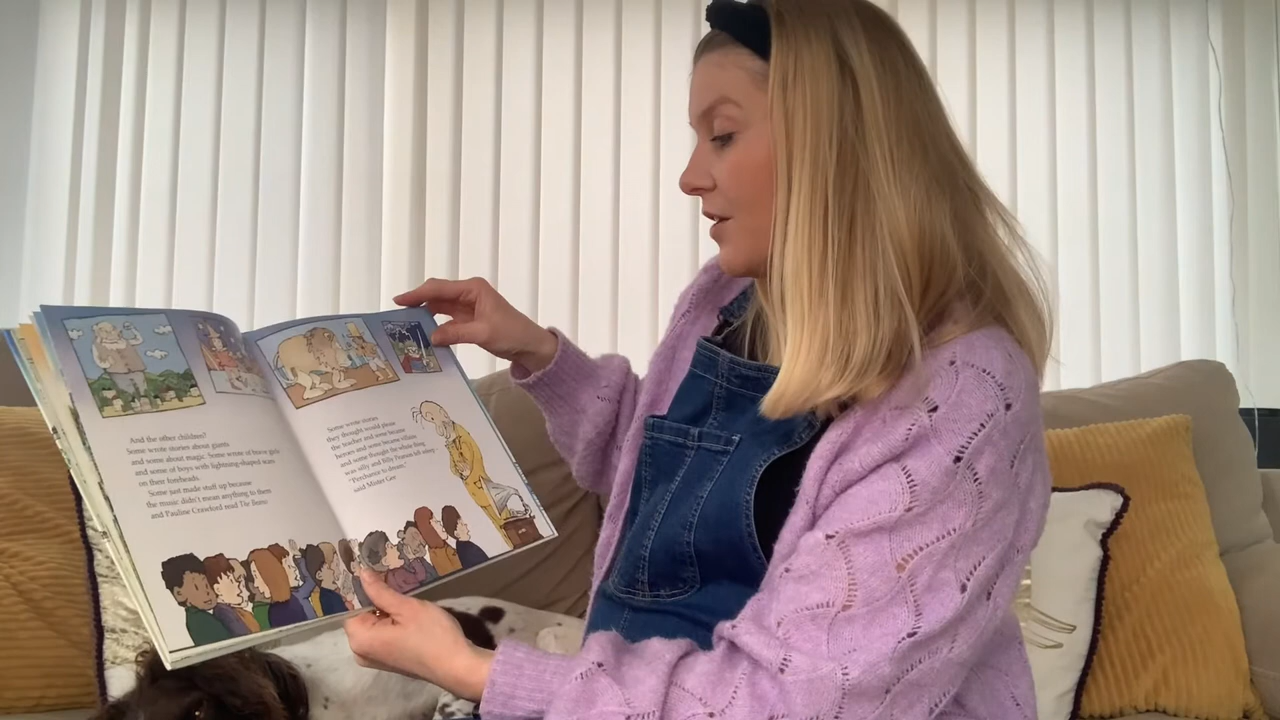 And the other children?
Some wrote stories about giants
and some about magic. Some wrote of brave girls
and some of boys with lightning-shaped scars
on their foreheads.
Some just made stuff up because
the music didn't mean anything to them
and Pauline Crawford read The Beano.
Some wrote stories
they thought would please
the teacher and some became
heroes and some became villains
and some thought the whole thing
was silly and Billy Pearson fell asleep –
"Perchance to dream,"
said Mister Gee